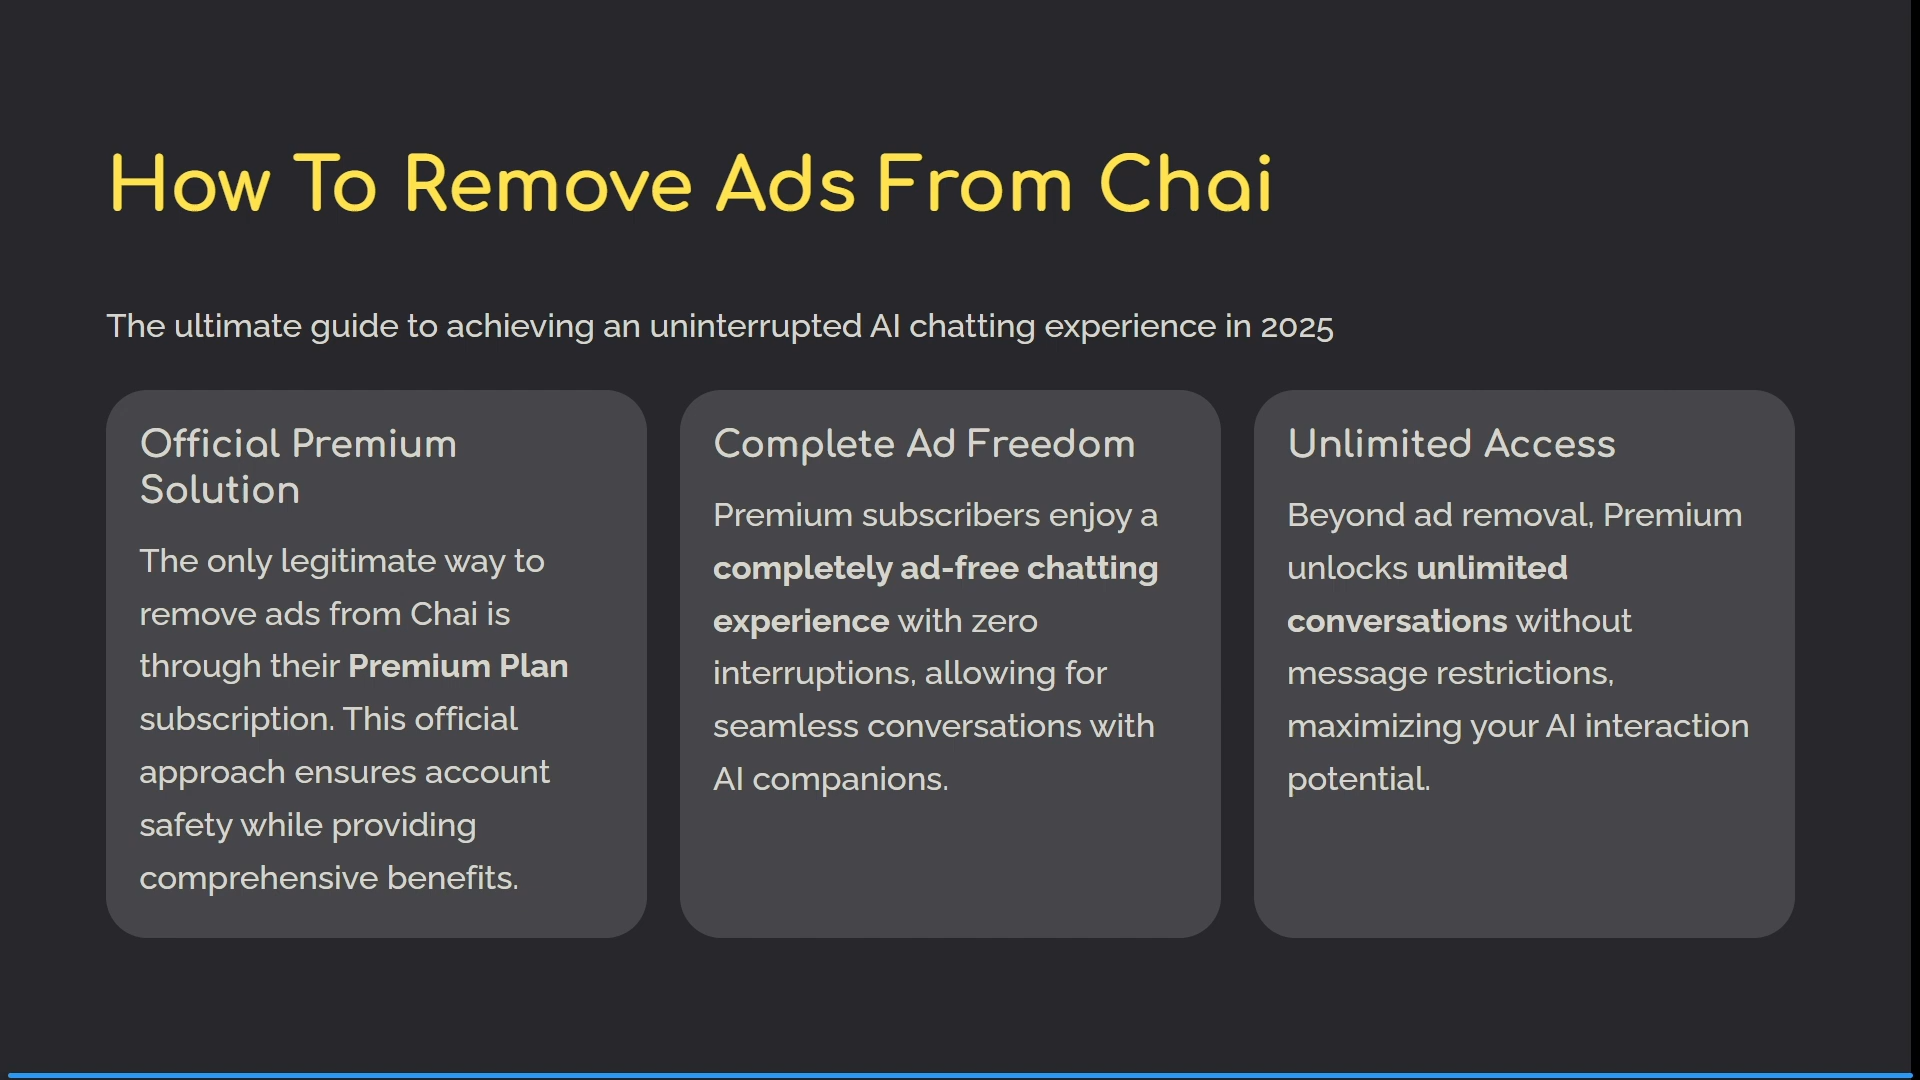 How To Remove Ads From Chai
The ultimate guide to achieving an uninterrupted AI chatting experience in 2025
Official Premium
Solution
The only legitimate way to
remove ads from Chai is
through their Premium Plan
subscription. This official
approach ensures account
safety while providing
comprehensive benefits.
Complete Ad Freedom
Premium subscribers enjoy a
completely ad-free chatting
experience with zero
interruptions, allowing for
seamless conversations with
AI companions.
Unlimited Access
Beyond ad removal, Premium
unlocks unlimited
conversations without
message restrictions,
maximizing your AI interaction
potential.